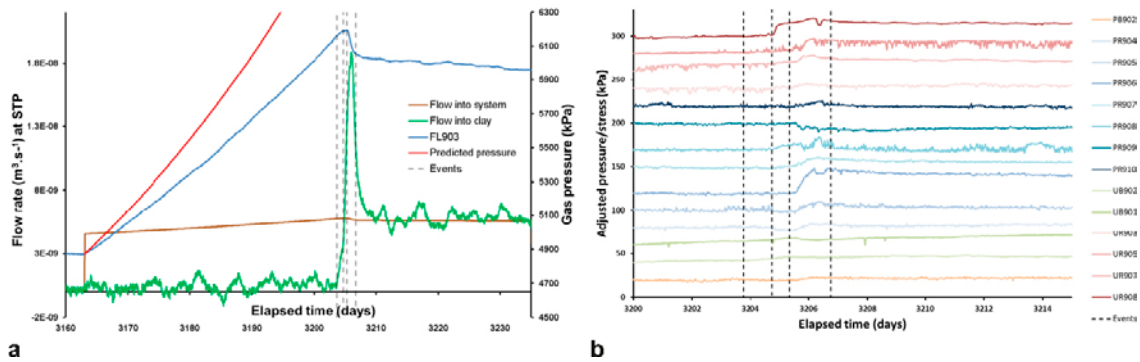 6300
6100
5900
5700
5500
5300
5100
4900
4700
4500
1.8E-08
1.3E-08
8E-09
3E-09
-2E-09
Flow rate (m³.s⁻¹) at STP
Gas pressure (kPa)
Flow into system
Flow into clay
FL903
Predicted pressure
Events
Elapsed time (days)
3160 3170 3180 3190 3200 3210 3220 3230
a
300
250
200
150
100
50
0
Adjusted pressure/stress (kPa)
3200 3202 3204 3206 3208 3210 3212 3214
Elapsed time (days)
PB902
PR904
PR905
PR906
PR907
PR908
PR909
PR910
UB902
UB901
UR903
UR905
UR907
UR908
Events
b